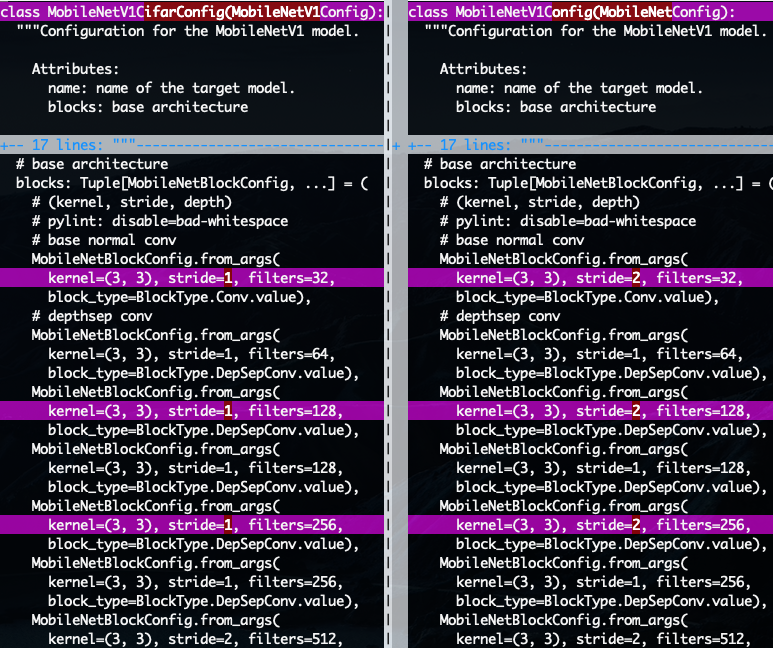 class MobileNetV1CifarConfig(MobileNetV1Config):
"""Configuration for the MobileNetV1 model.
Attributes:
name: name of the target model.
blocks: base architecture
+-- 17 lines: """-------------------------------
# base architecture
blocks: Tuple[MobileNetBlockConfig, ...] = (
# (kernel, stride, depth)
# pylint: disable=bad-whitespace
# base normal conv
MobileNetBlockConfig.from_args(
kernel=(3, 3), stride=1, filters=32,
block_type=BlockType.Conv.value),
# depthsep conv
MobileNetBlockConfig.from_args(
kernel=(3, 3), stride=1, filters=64,
block_type=BlockType.DepSepConv.value),
MobileNetBlockConfig.from_args(
kernel=(3, 3), stride=1, filters=128,
block_type=BlockType.DepSepConv.value),
MobileNetBlockConfig.from_args(
kernel=(3, 3), stride=1, filters=128,
block_type=BlockType.DepSepConv.value),
MobileNetBlockConfig.from_args(
kernel=(3, 3), stride=1, filters=256,
block_type=BlockType.DepSepConv.value),
MobileNetBlockConfig.from_args(
kernel=(3, 3), stride=1, filters=256,
block_type=BlockType.DepSepConv.value),
MobileNetBlockConfig.from_args(
kernel=(3, 3), stride=2, filters=512,
class MobileNetV1Config(MobileNetConfig):
"""Configuration for the MobileNetV1 model.
Attributes:
name: name of the target model.
blocks: base architecture
+ +-- 17 lines: """-----------------------------
# base architecture
blocks: Tuple[MobileNetBlockConfig, ...] = (
# (kernel, stride, depth)
# pylint: disable=bad-whitespace
# base normal conv
MobileNetBlockConfig.from_args(
kernel=(3, 3), stride=2, filters=32,
block_type=BlockType.Conv.value),
# depthsep conv
MobileNetBlockConfig.from_args(
kernel=(3, 3), stride=1, filters=64,
block_type=BlockType.DepSepConv.value),
MobileNetBlockConfig.from_args(
kernel=(3, 3), stride=2, filters=128,
block_type=BlockType.DepSepConv.value),
MobileNetBlockConfig.from_args(
kernel=(3, 3), stride=1, filters=128,
block_type=BlockType.DepSepConv.value),
MobileNetBlockConfig.from_args(
kernel=(3, 3), stride=2, filters=256,
block_type=BlockType.DepSepConv.value),
MobileNetBlockConfig.from_args(
kernel=(3, 3), stride=1, filters=256,
block_type=BlockType.DepSepConv.value),
MobileNetBlockConfig.from_args(
kernel=(3, 3), stride=2, filters=512,